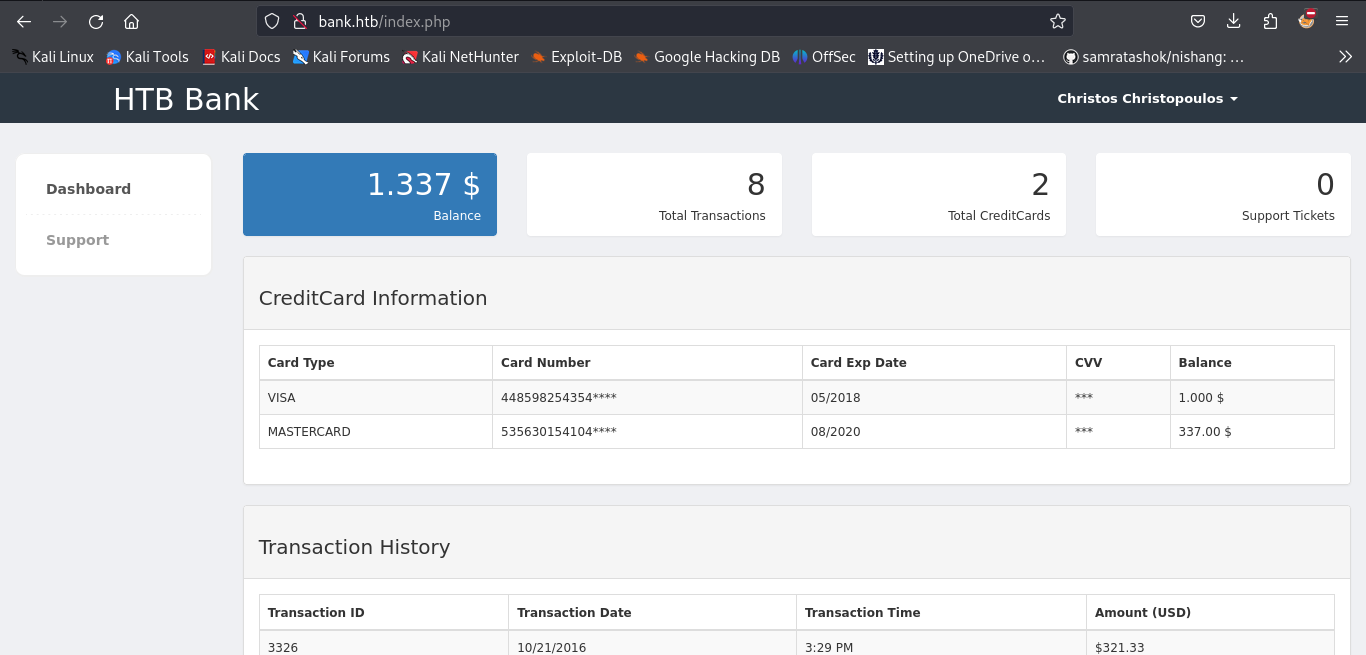 bank.htb/index.php
Kali Linux Kali Tools Kali Docs Kali Forums Kali NetHunter Exploit-DB Google Hacking DB OffSec Setting up OneDrive o… samratashok/nishang: …
HTB Bank
Christos Christopoulos
Dashboard
Support
1.337 $
Balance
8
Total Transactions
2
Total CreditCards
0
Support Tickets
CreditCard Information
Card Type Card Number Card Exp Date CVV Balance
VISA 448598254354**** 05/2018 *** 1.000 $
MASTERCARD 535630154104**** 08/2020 *** 337.00 $
Transaction History
Transaction ID Transaction Date Transaction Time Amount (USD)
3326 10/21/2016 3:29 PM $321.33